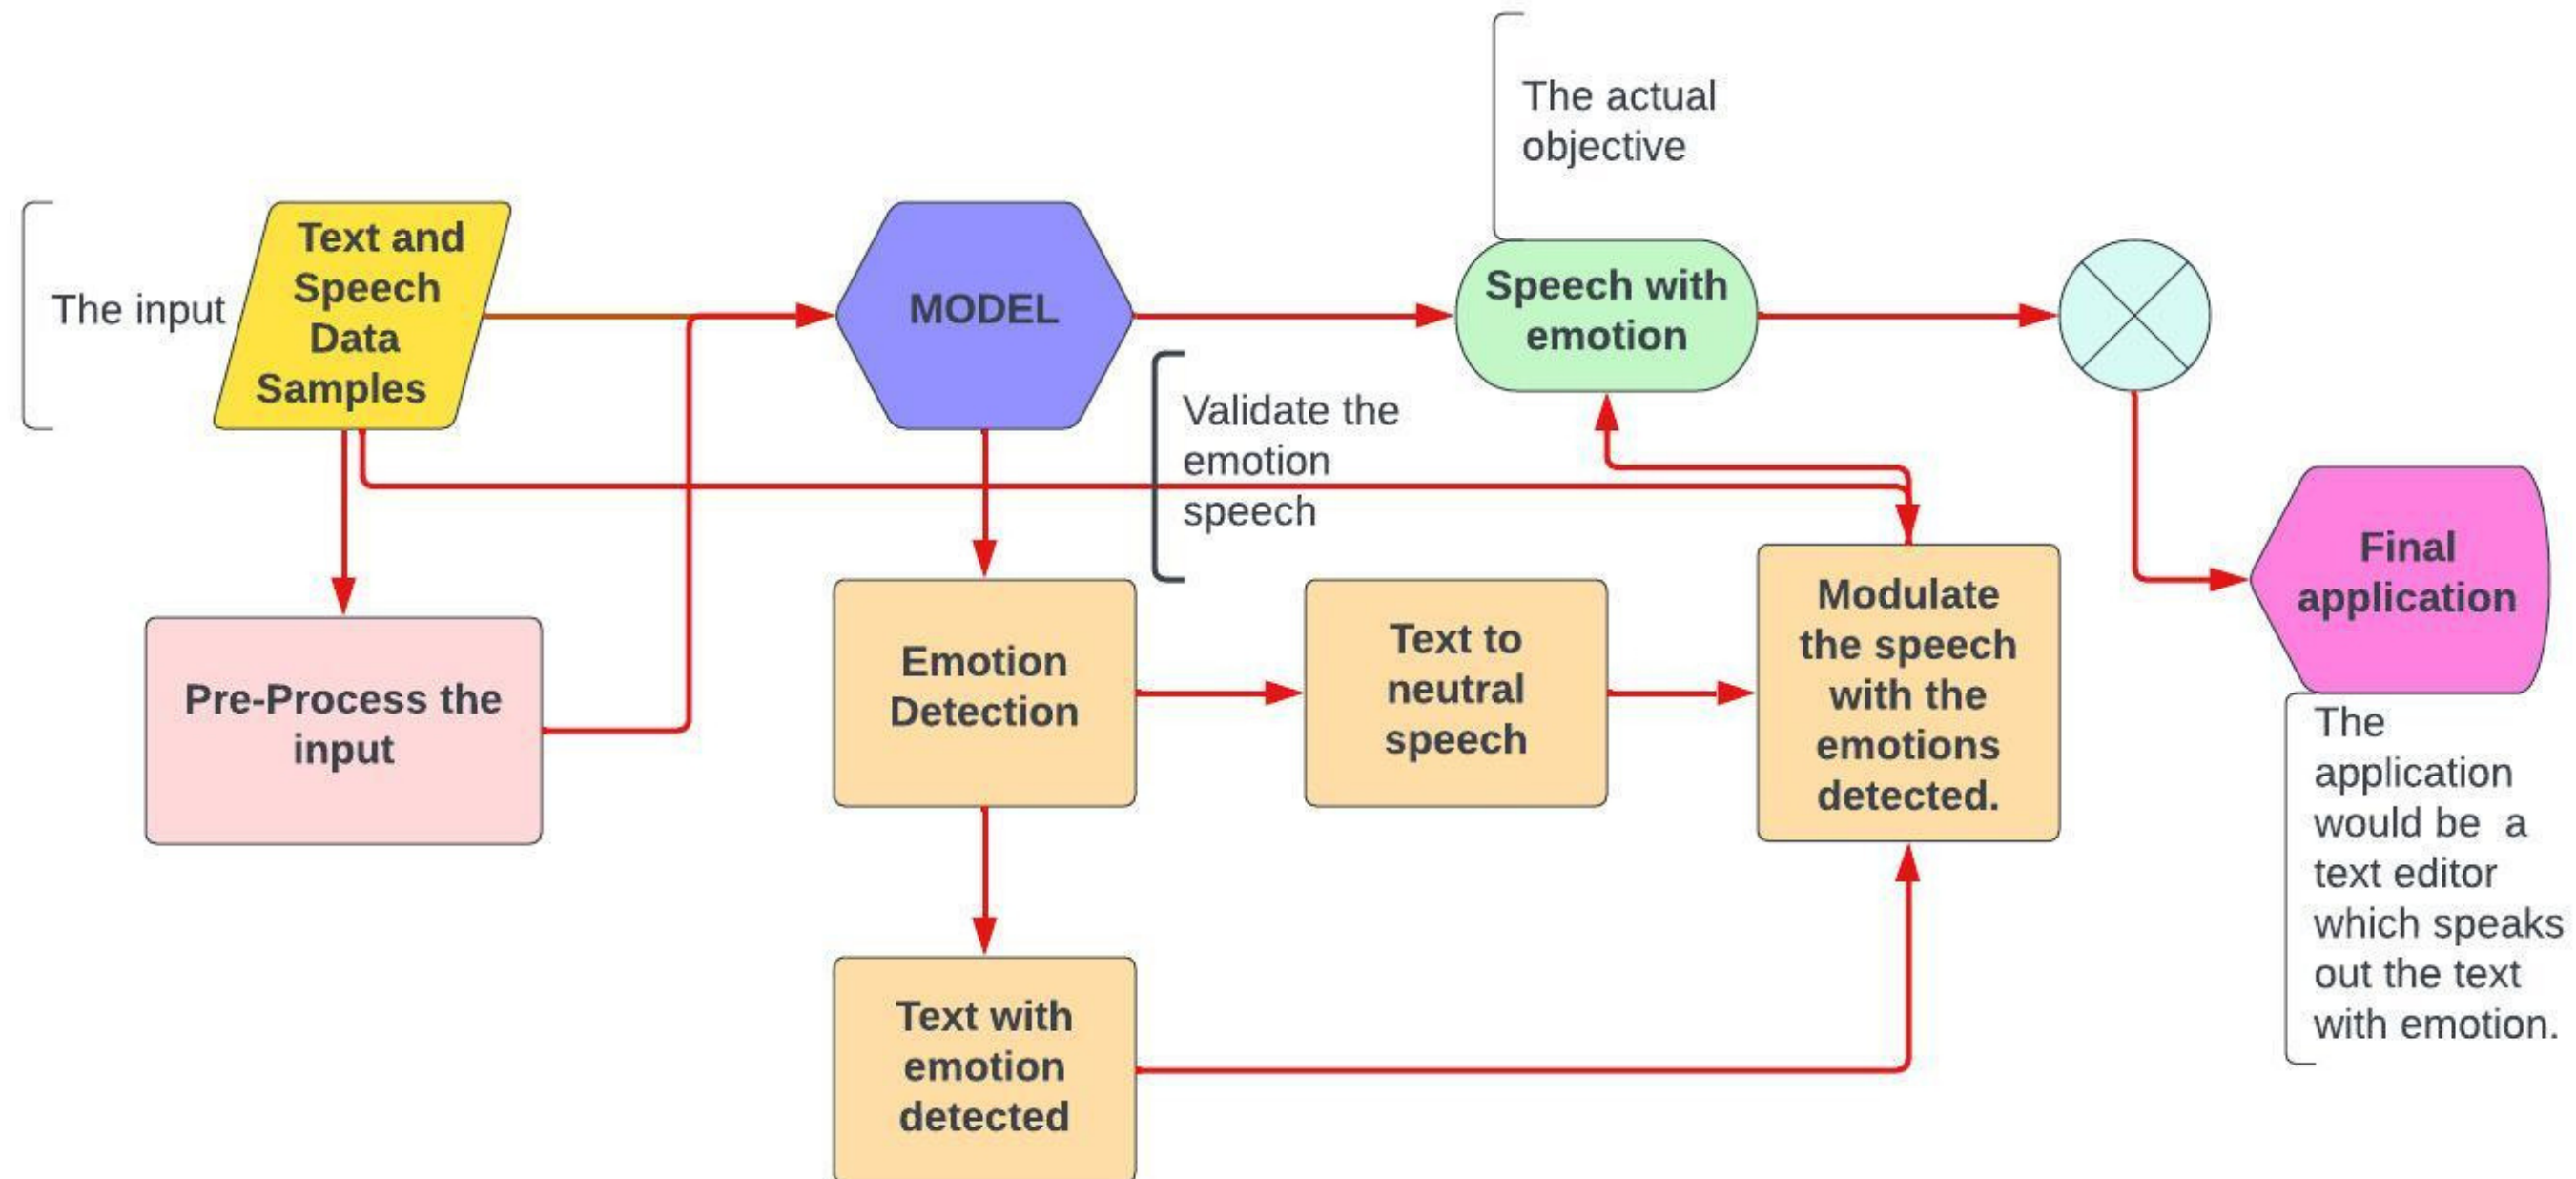 The actual
objective
The input
Text and
Speech
Data
Samples
MODEL
Speech with
emotion
Validate the
emotion
speech
Final
application
Pre-Process the
input
Emotion
Detection
Text to
neutral
speech
Modulate
the speech
with the
emotions
detected.
The
application
would be  a
text editor
which speaks
out the text
with emotion.
Text with
emotion
detected